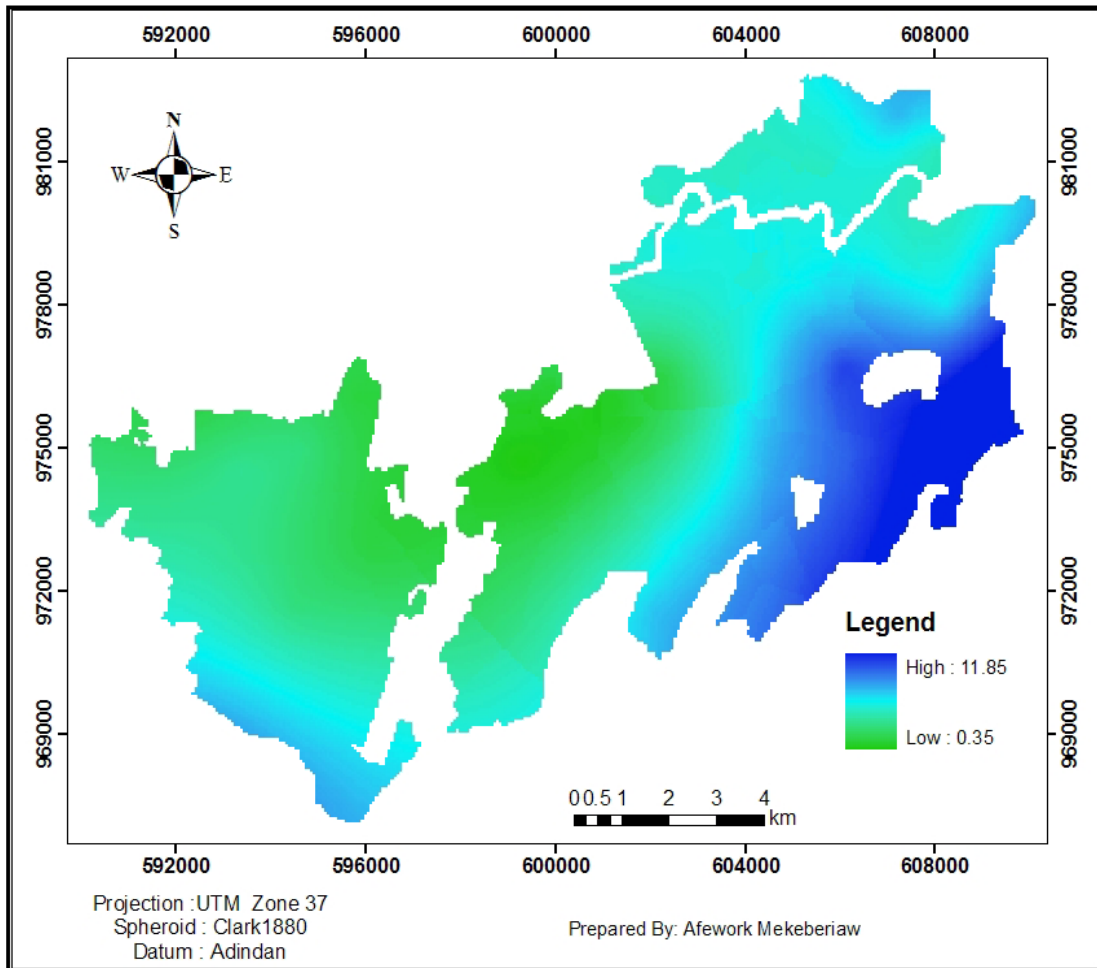 592000 596000 600000 604000 608000
N
W E
S
981000 981000
978000 978000
975000 975000
972000 972000
969000 969000
Legend
High : 11.85
Low : 0.35
0 0.5 1 2 3 4
km
592000 596000 600000 604000 608000
Projection :UTM Zone 37
Spheroid : Clark1880
Datum : Adindan
Prepared By: Afework Mekeberiaw